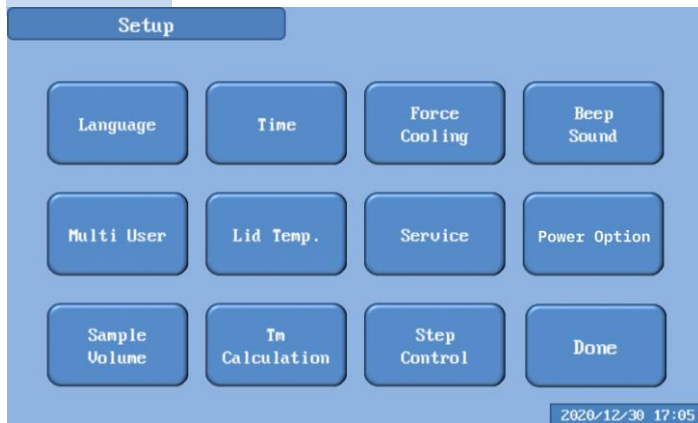 Setup
Language
Time
Force
Cooling
Beep
Sound
Multi User
Lid Temp.
Service
Power Option
Sample
Volume
Tm
Calculation
Step
Control
Done
2020/12/30 17:05